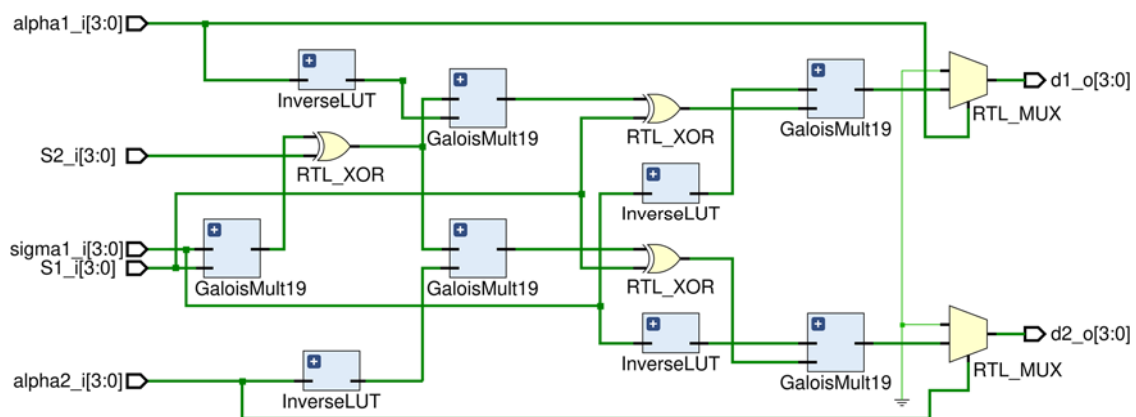 alpha1_i[3:0]
d1_o[3:0]
InverseLUT
RTL_MUX
GaloisMult19
RTL_XOR
GaloisMult19
S2_i[3:0]
RTL_XOR
InverseLUT
sigma1_i[3:0]
S1_i[3:0]
GaloisMult19
GaloisMult19
RTL_XOR
d2_o[3:0]
InverseLUT
RTL_MUX
alpha2_i[3:0]
InverseLUT
GaloisMult19